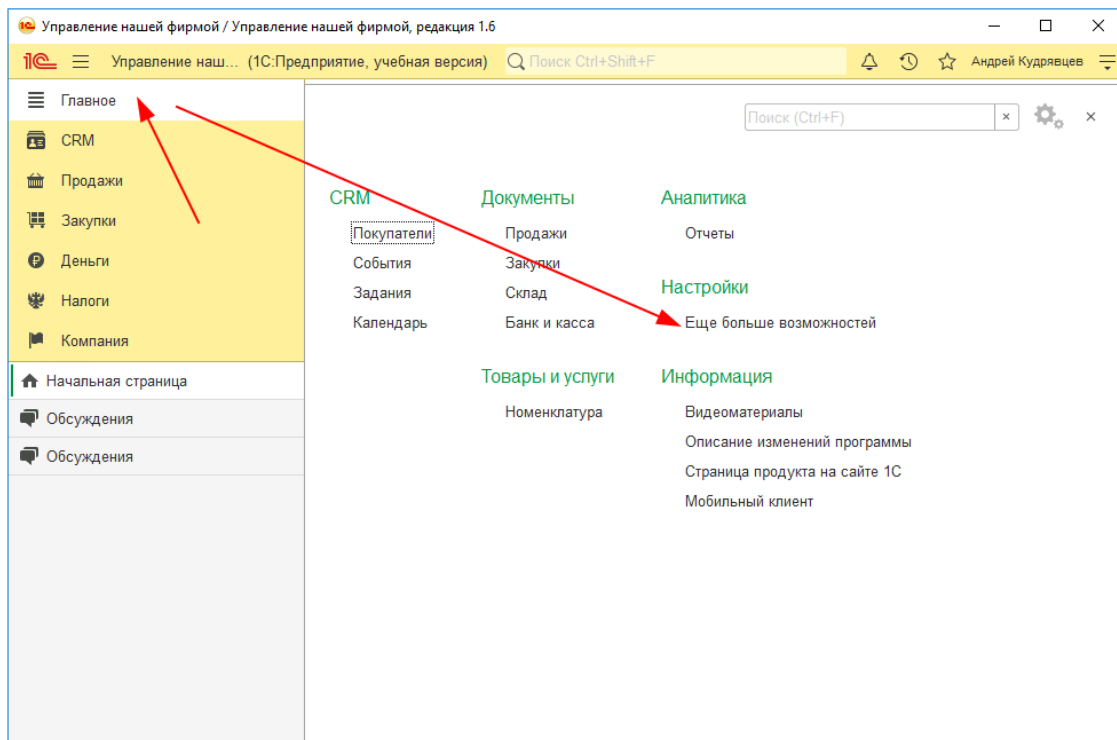 Управление нашей фирмой / Управление нашей фирмой, редакция 1.6
1С Управление наш... (1С:Предприятие, учебная версия) Поиск Ctrl+Shift+F Андрей Кудрявцев
Главное
CRM
Продажи
Закупки
Деньги
Налоги
Компания
Начальная страница
Обсуждения
Обсуждения
Поиск (Ctrl+F)
CRM
Покупатели
События
Задания
Календарь
Документы
Продажи
Закупки
Склад
Банк и касса
Товары и услуги
Номенклатура
Аналитика
Отчеты
Настройки
Еще больше возможностей
Информация
Видеоматериалы
Описание изменений программы
Страница продукта на сайте 1С
Мобильный клиент